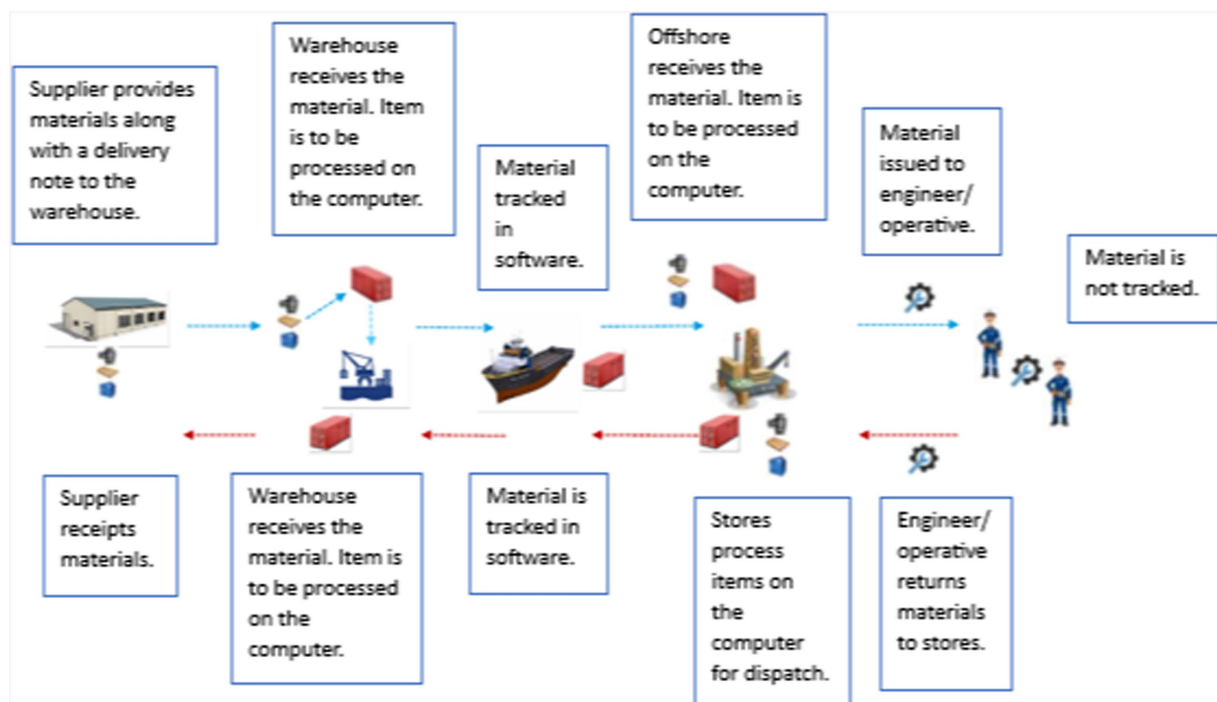 Supplier provides
materials along
with a delivery
note to the
warehouse.
Warehouse
receives the
material. Item
is to be
processed on
the computer.
Material
tracked
in
software.
Offshore
receives the
material. Item is
to be processed
on the
computer.
Material
issued to
engineer/
operative.
Material is
not tracked.
Supplier
receipts
materials.
Warehouse
receives the
material. Item is
to be processed
on the
computer.
Material is
tracked in
software.
Stores
process
items on
the
computer
for dispatch.
Engineer/
operative
returns
materials
to stores.